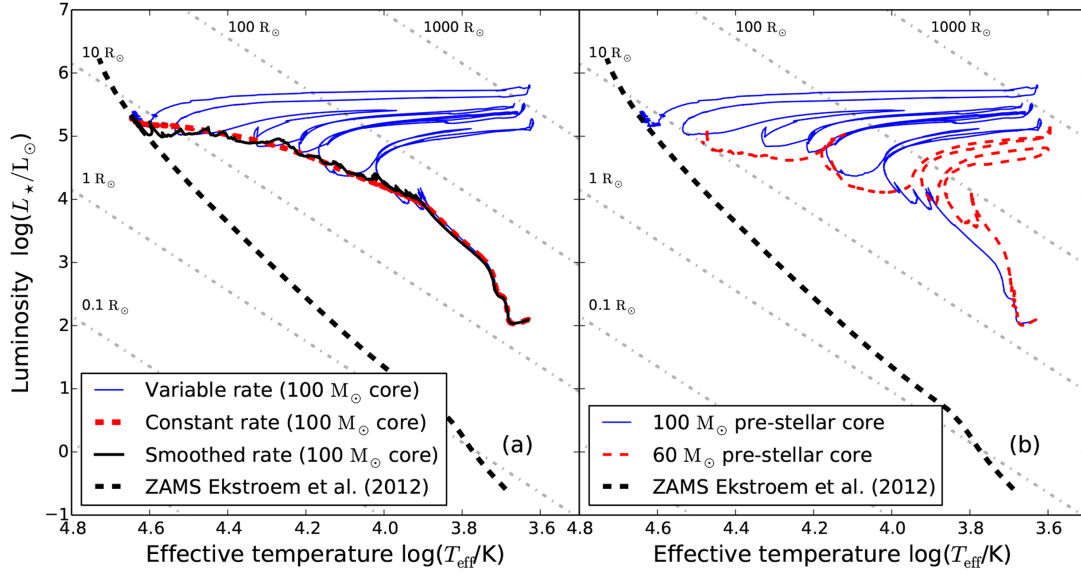 7
6
5
4
3
2
1
0
−1
Luminosity log(L⋆/L⊙)
10 R⊙
100 R⊙
1000 R⊙
1 R⊙
0.1 R⊙
Variable rate (100 M⊙ core)
Constant rate (100 M⊙ core)
Smoothed rate (100 M⊙ core)
ZAMS Ekstroem et al. (2012)
(a)
4.8 4.6 4.4 4.2 4.0 3.8 3.6
Effective temperature log(Teff/K)
10 R⊙
100 R⊙
1000 R⊙
1 R⊙
0.1 R⊙
100 M⊙ pre-stellar core
60 M⊙ pre-stellar core
ZAMS Ekstroem et al. (2012)
(b)
4.6 4.4 4.2 4.0 3.8 3.6
Effective temperature log(Teff/K)